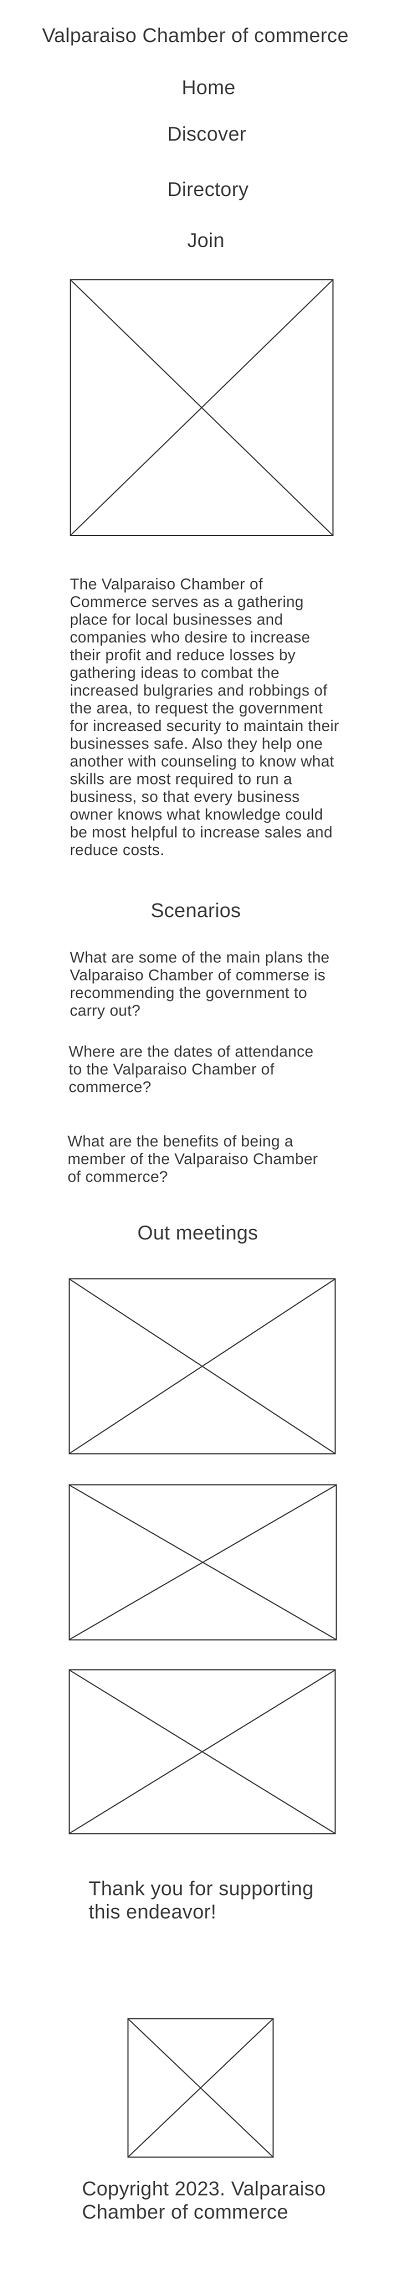 Valparaiso Chamber of commerce
Home
Discover
Directory
Join
The Valparaiso Chamber of
Commerce serves as a gathering
place for local businesses and
companies who desire to increase
their profit and reduce losses by
gathering ideas to combat the
increased bulgraries and robbings of
the area, to request the government
for increased security to maintain their
businesses safe. Also they help one
another with counseling to know what
skills are most required to run a
business, so that every business
owner knows what knowledge could
be most helpful to increase sales and
reduce costs.
Scenarios
What are some of the main plans the
Valparaiso Chamber of commerse is
recommending the government to
carry out?
Where are the dates of attendance
to the Valparaiso Chamber of
commerce?
What are the benefits of being a
member of the Valparaiso Chamber
of commerce?
Out meetings
Thank you for supporting
this endeavor!
Copyright 2023. Valparaiso
Chamber of commerce